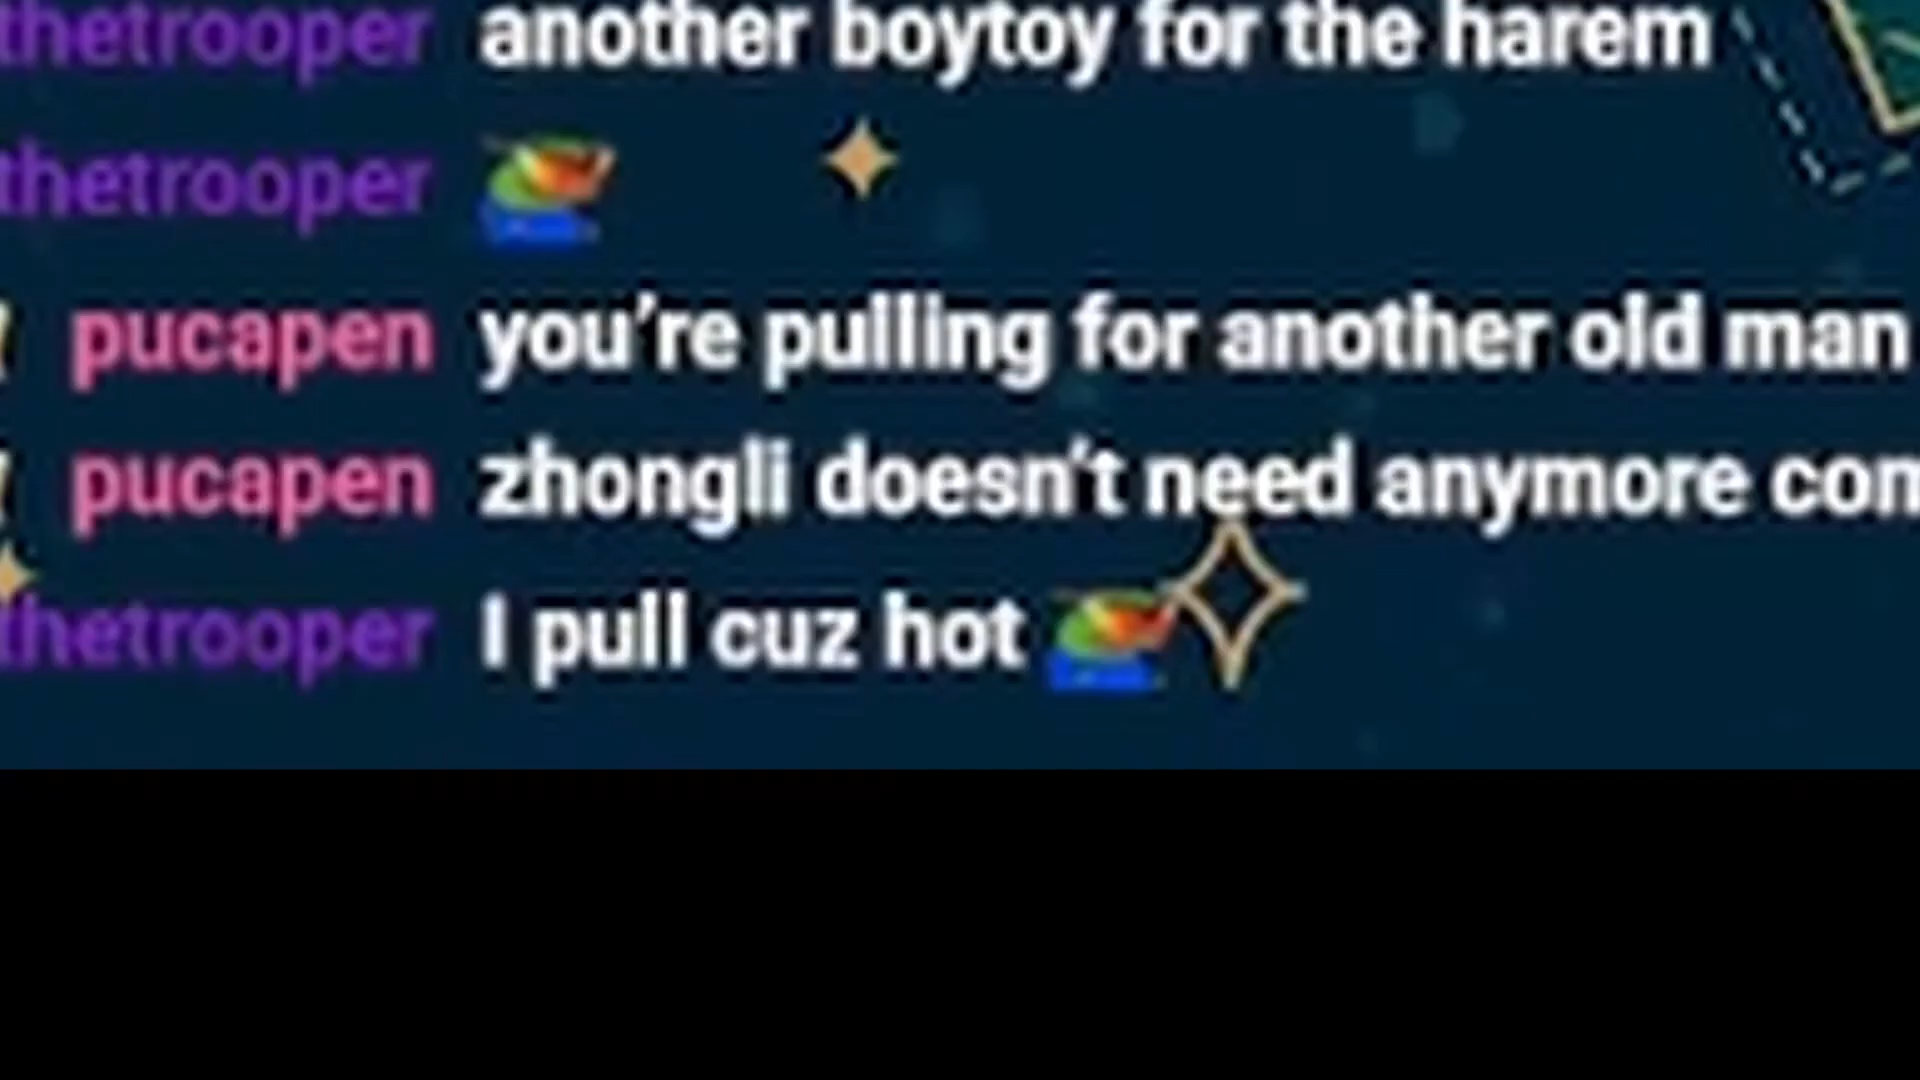 thetrooper another boytoy for the harem
thetrooper
pucapen you're pulling for another old man
pucapen zhongli doesn't need anymore
thetrooper I pull cuz hot